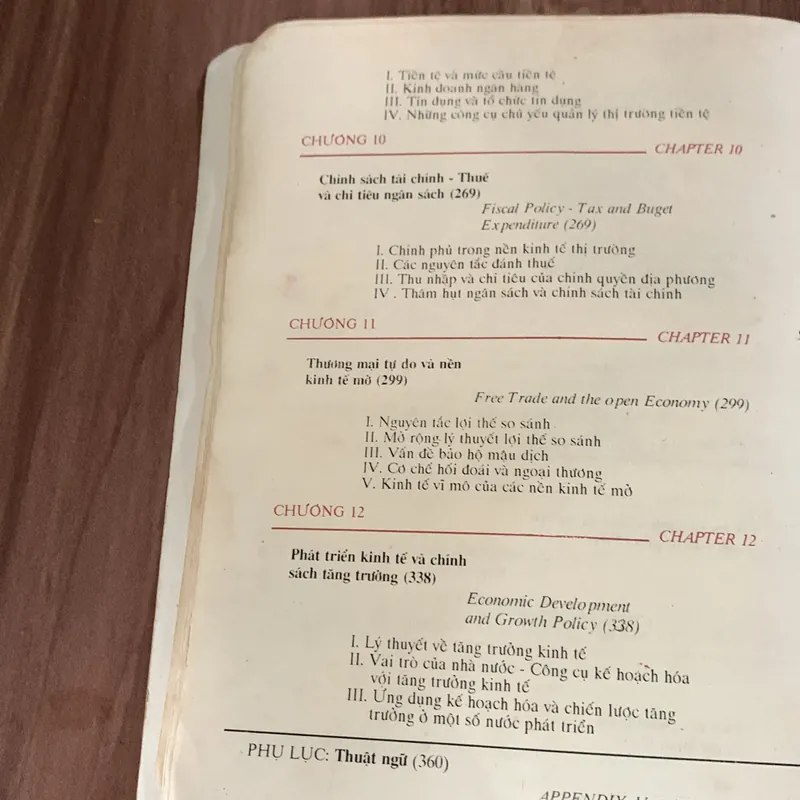 I. Tiền tệ và mức cầu tiền tệ
II. Kinh doanh ngân hàng
III. Tín dụng và tổ chức tín dụng
IV. Những công cụ chủ yếu quản lý thị trường tiền tệ
CHƯƠNG 10
CHAPTER 10
Chính sách tài chính - Thuế
và chi tiêu ngân sách (269)
Fiscal Policy - Tax and Buget
Expenditure (269)
I. Chính phủ trong nền kinh tế thị trường
II. Các nguyên tắc đánh thuế
III. Thu nhập và chi tiêu của chính quyền địa phương
IV . Thâm hụt ngân sách và chính sách tài chính
CHƯƠNG 11
CHAPTER 11
Thương mại tự do và nền
kinh tế mở (299)
Free Trade and the open Economy (299)
I. Nguyên tắc lợi thế so sánh
II. Mở rộng lý thuyết lợi thế so sánh
III. Vấn đề bảo hộ mậu dịch
IV. Cơ chế hối đoái và ngoại thương
V. Kinh tế vĩ mô của các nền kinh tế mở
CHƯƠNG 12
CHAPTER 12
Phát triển kinh tế và chính
sách tăng trưởng (338)
Economic Development
and Growth Policy (338)
I. Lý thuyết về tăng trưởng kinh tế
II. Vai trò của nhà nước - Công cụ kế hoạch hóa
với tăng trưởng kinh tế
III. Ứng dụng kế hoạch hóa và chiến lược tăng
trưởng ở một số nước phát triển
PHỤ LỤC: Thuật ngữ (360)
APPENDIX